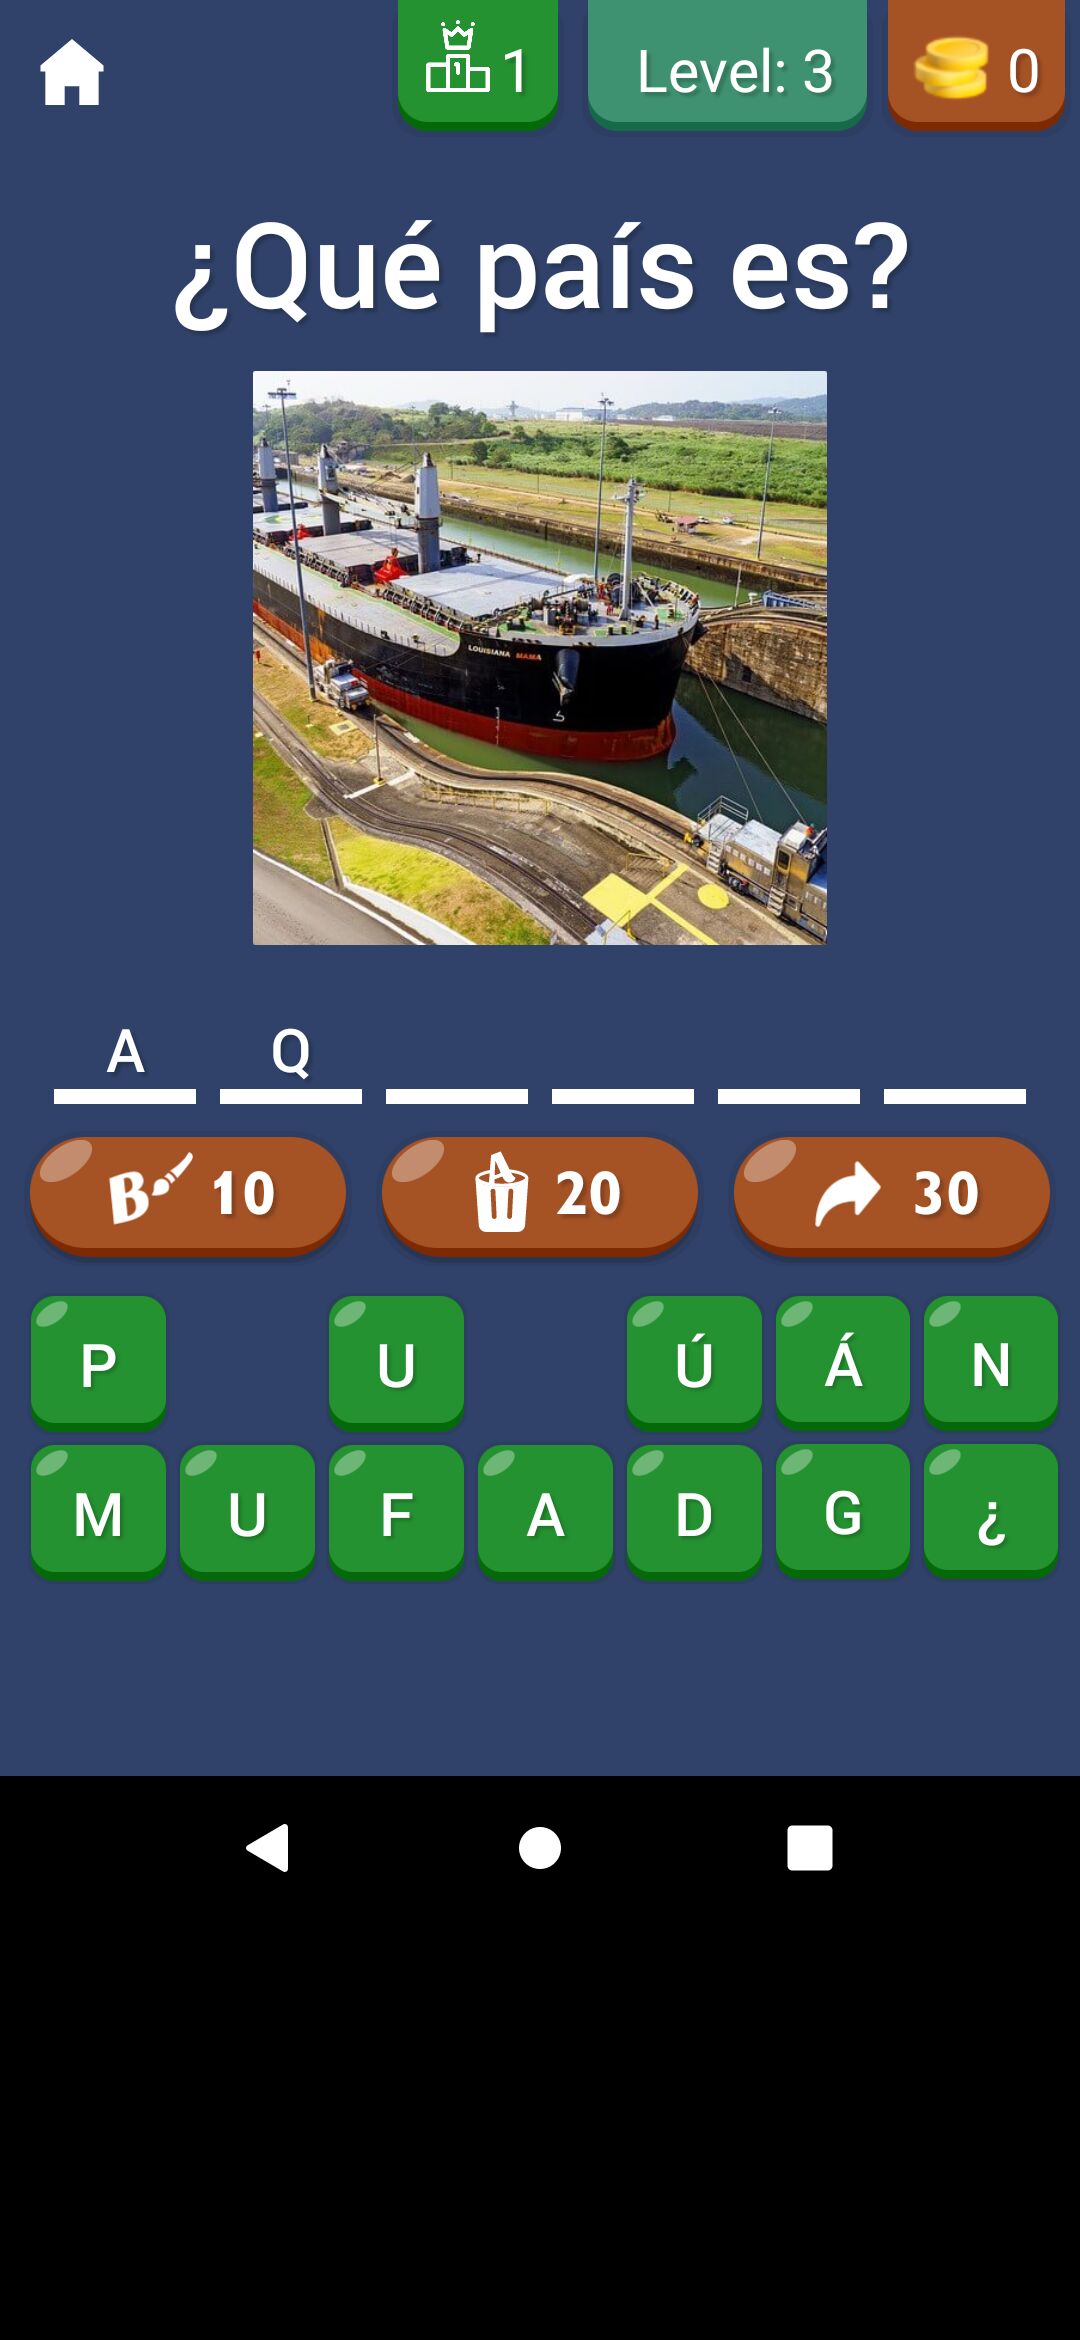 1 Level: 3 0
¿Qué país es?
LOUISIANA MAMA
A Q
B 10 20 30
P U Ú Á N
M U F A D G ¿